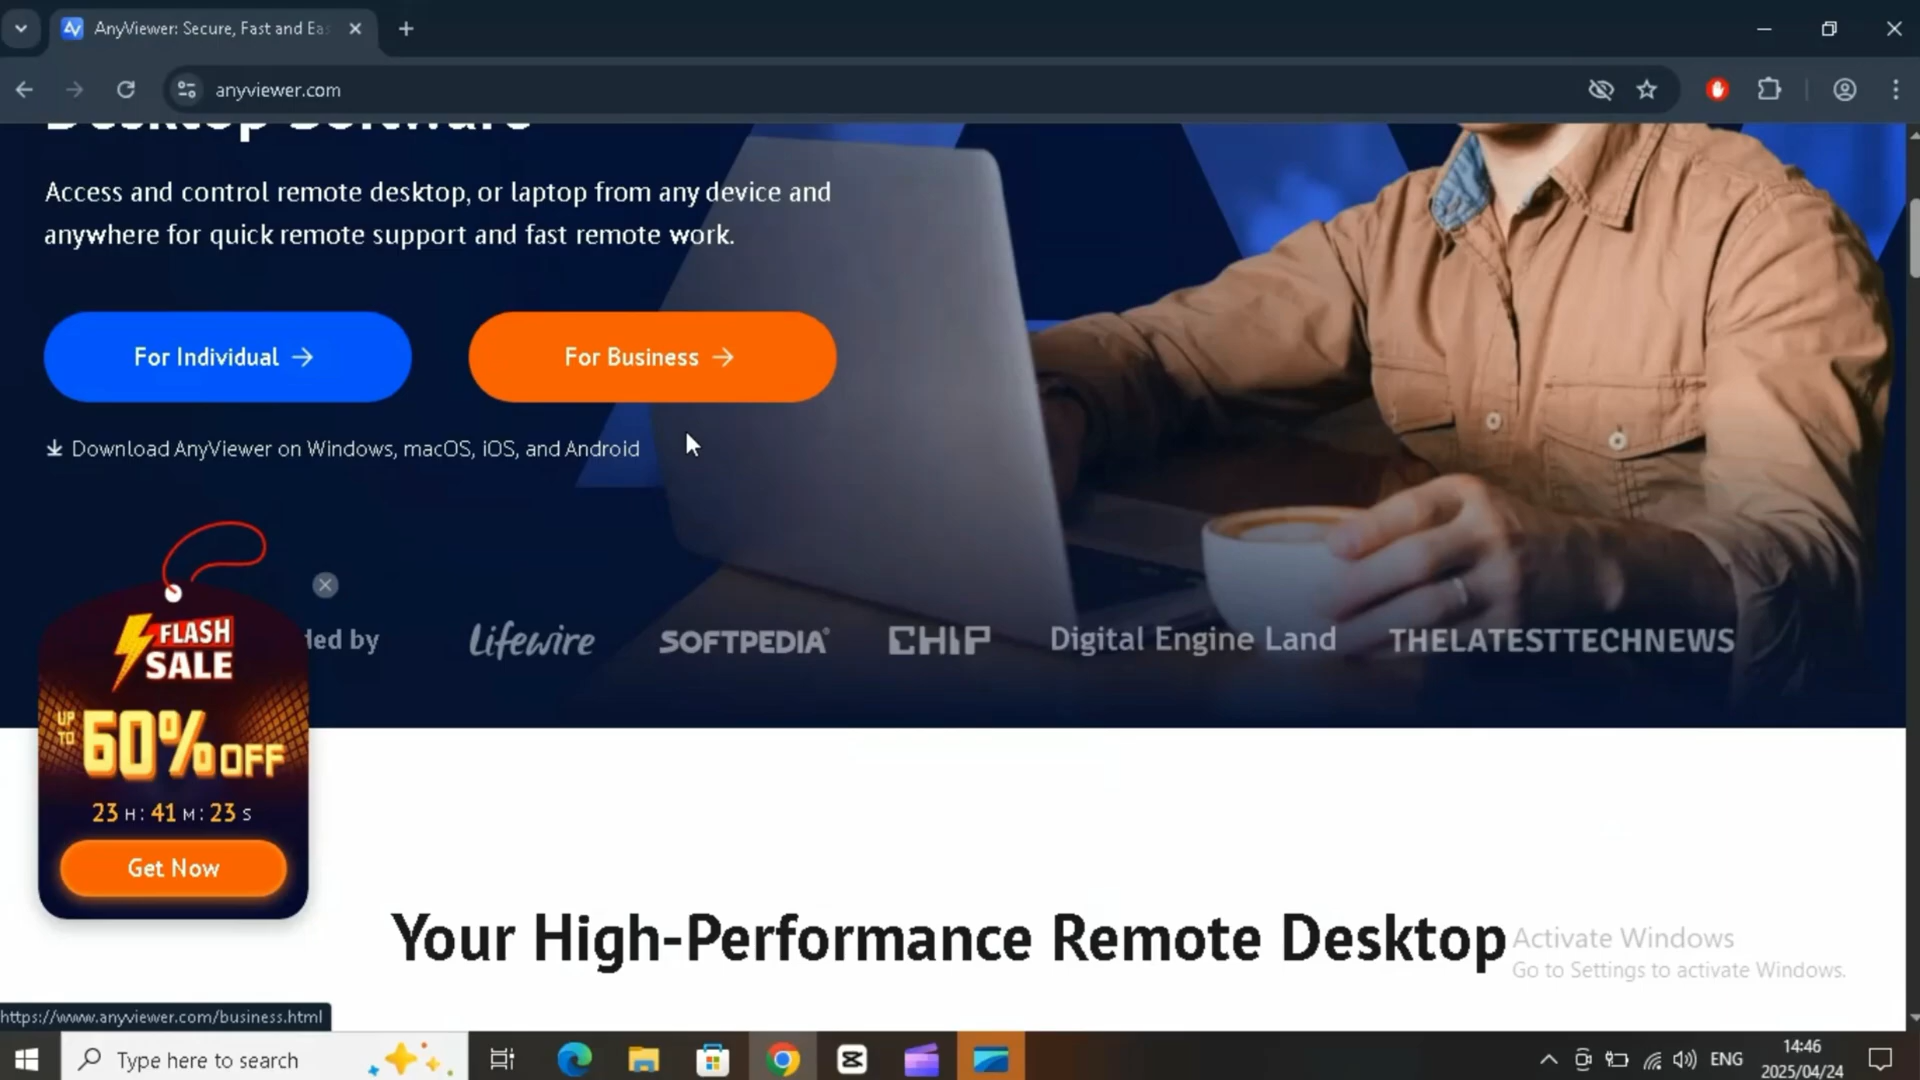 AnyViewer: Secure, Fast and Eas
anyviewer.com
Desktop Software
Access and control remote desktop, or laptop from any device and
anywhere for quick remote support and fast remote work.
For Individual →
For Business →
Download AnyViewer on Windows, macOS, iOS, and Android
FLASH
SALE
UP TO 60% OFF
23 H: 41 M: 23 S
Get Now
ded by
Lifewire
SOFTPEDIA®
CHIP
Digital Engine Land
THELATESTTECHNEWS
Your High-Performance Remote Desktop
Activate Windows
Go to Settings to activate Windows.
https://www.anyviewer.com/business.html
Type here to search
ENG
14:46
2025/04/24